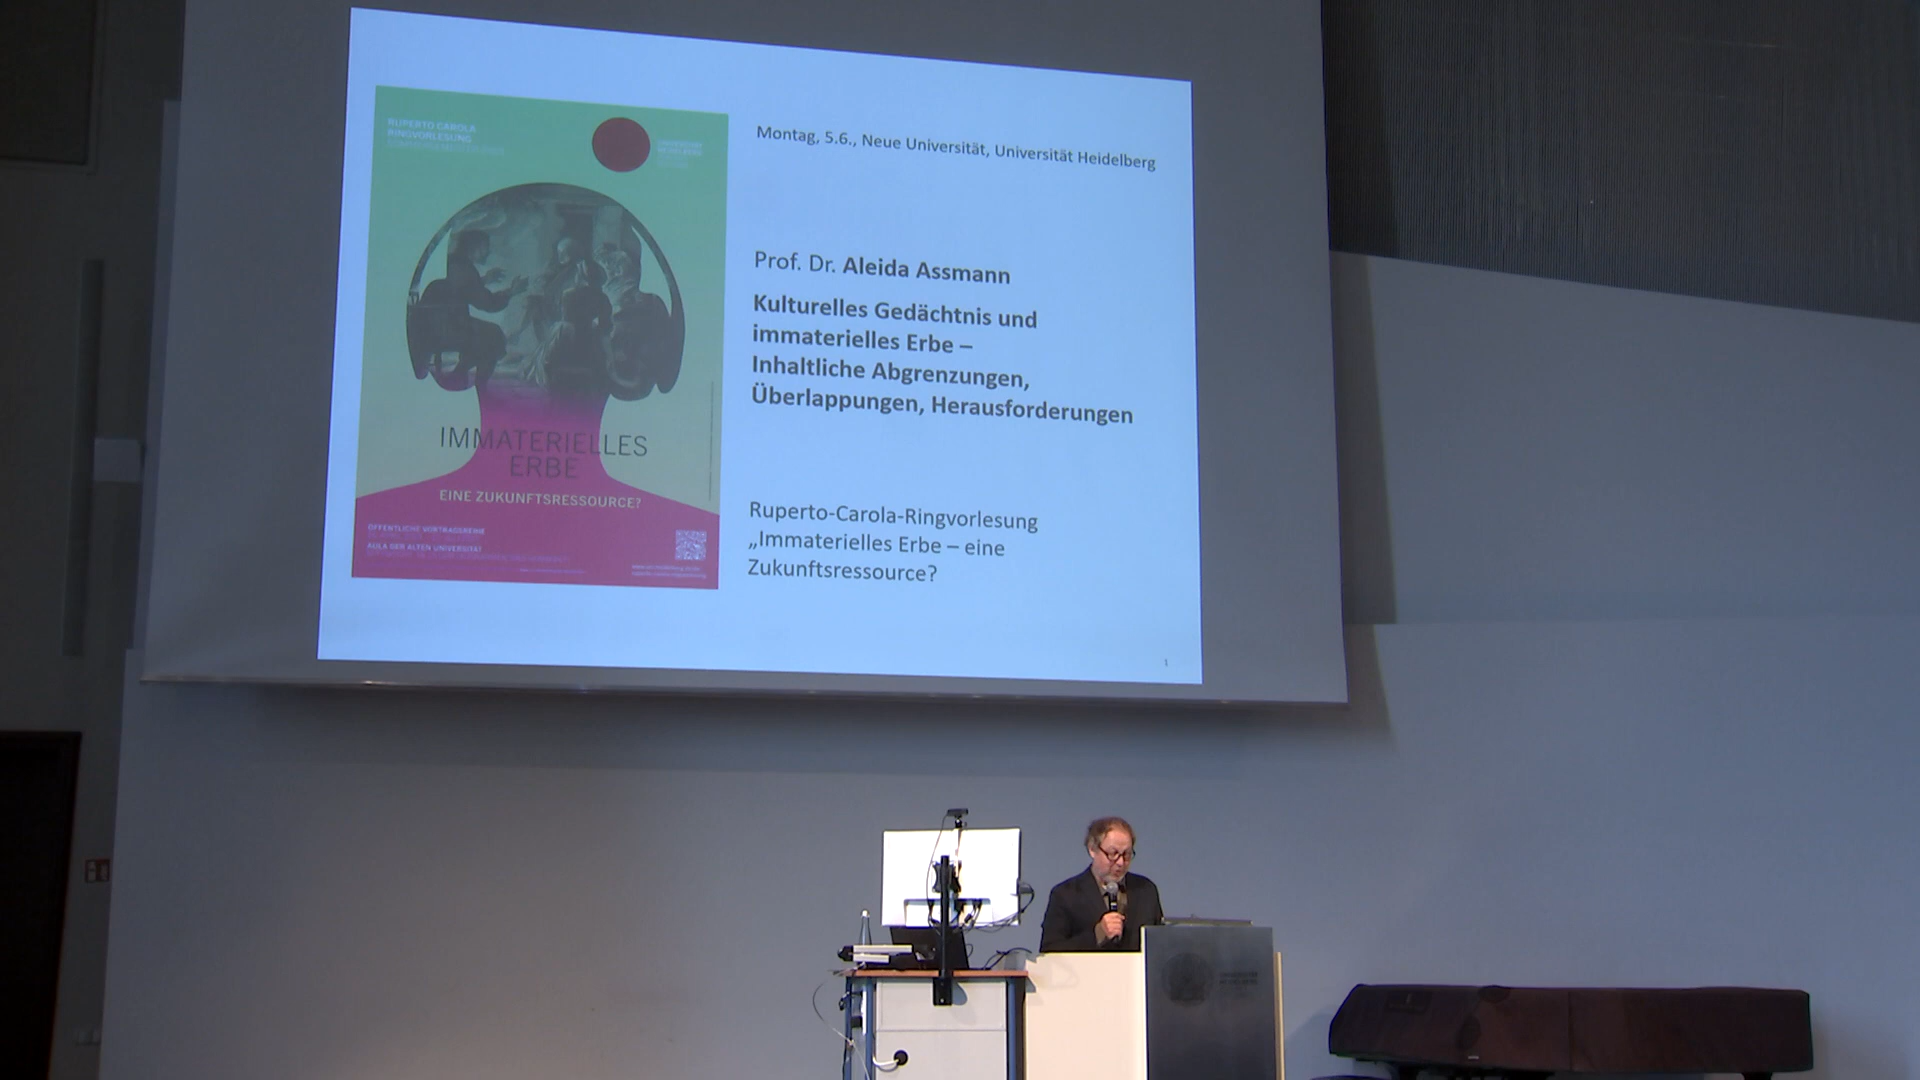 RUPERTO CAROLA
RINGVORLESUNG
IMMATERIELLES
ERBE
EINE ZUKUNFTSRESSOURCE?
ÖFFENTLICHE VORTRAGSREIHE
AULA DER ALTEN UNIVERSITÄT
Montag, 5.6., Neue Universität, Universität Heidelberg
Prof. Dr. Aleida Assmann
Kulturelles Gedächtnis und
immaterielles Erbe –
Inhaltliche Abgrenzungen,
Überlappungen, Herausforderungen
Ruperto-Carola-Ringvorlesung
„Immaterielles Erbe – eine
Zukunftsressource?
1